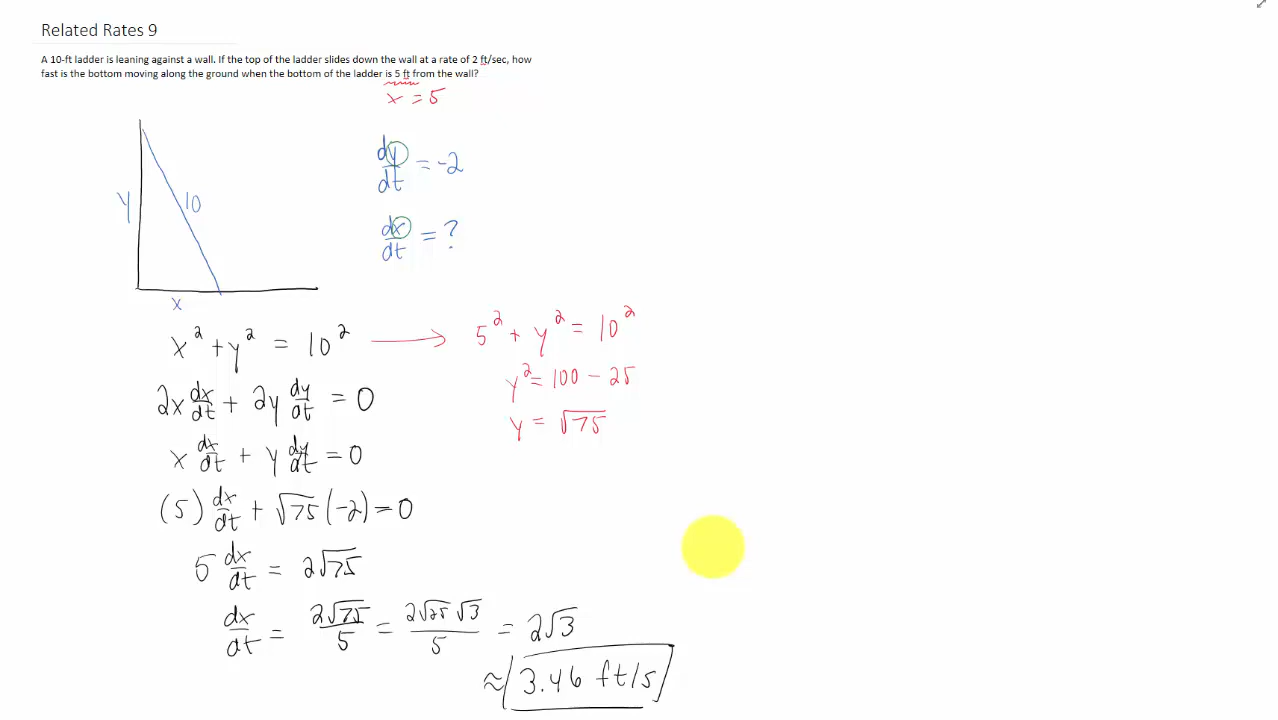 Related Rates 9
A 10-ft ladder is leaning against a wall. If the top of the ladder slides down the wall at a rate of 2 ft/sec, how
fast is the bottom moving along the ground when the bottom of the ladder is 5 ft from the wall?
x = 5
dy/dt = -2
y
10
dx/dt = ?
x
x² + y² = 10²
5² + y² = 10²
y² = 100 - 25
y = √75
2x dx/dt + 2y dy/dt = 0
x dx/dt + y dy/dt = 0
(5) dx/dt + √75 (-2) = 0
5 dx/dt = 2√75
dx/dt = 2√75/5 = 2√25 √3/5 = 2√3
≈ 3.46 ft/s